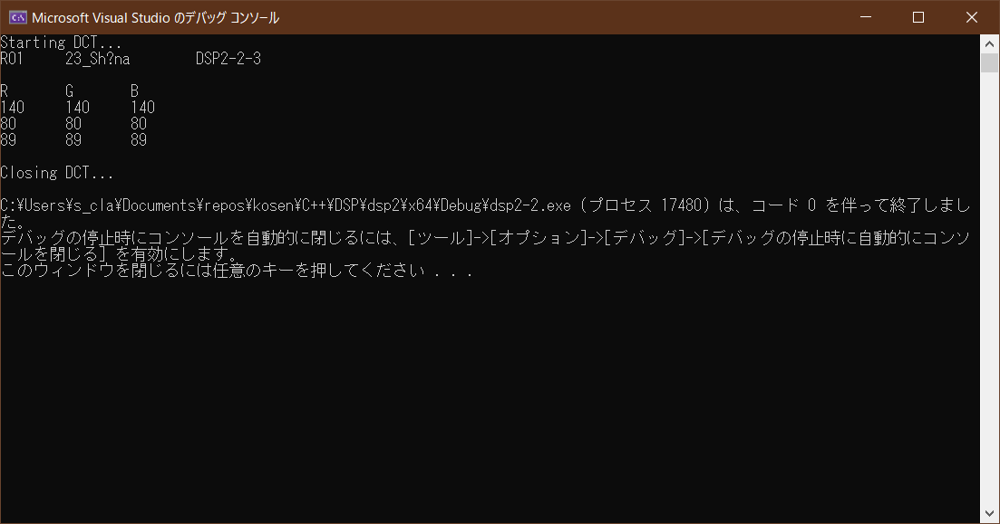 Microsoft Visual Studio のデバッグ コンソール
Starting DCT...
R01 23_Sh?na DSP2-2-3
R G B
140 140 140
80 80 80
89 89 89
Closing DCT...
C:¥Users¥s_cla¥Documents¥repos¥kosen¥C++¥DSP¥dsp2¥x64¥Debug¥dsp2-2.exe (プロセス 17480) は、コード 0 を伴って終了しまし
た。
デバッグの停止時にコンソールを自動的に閉じるには、[ツール]->[オプション]->[デバッグ]->[デバッグの停止時に自動的にコンソ
ールを閉じる] を有効にします。
このウィンドウを閉じるには任意のキーを押してください . . .